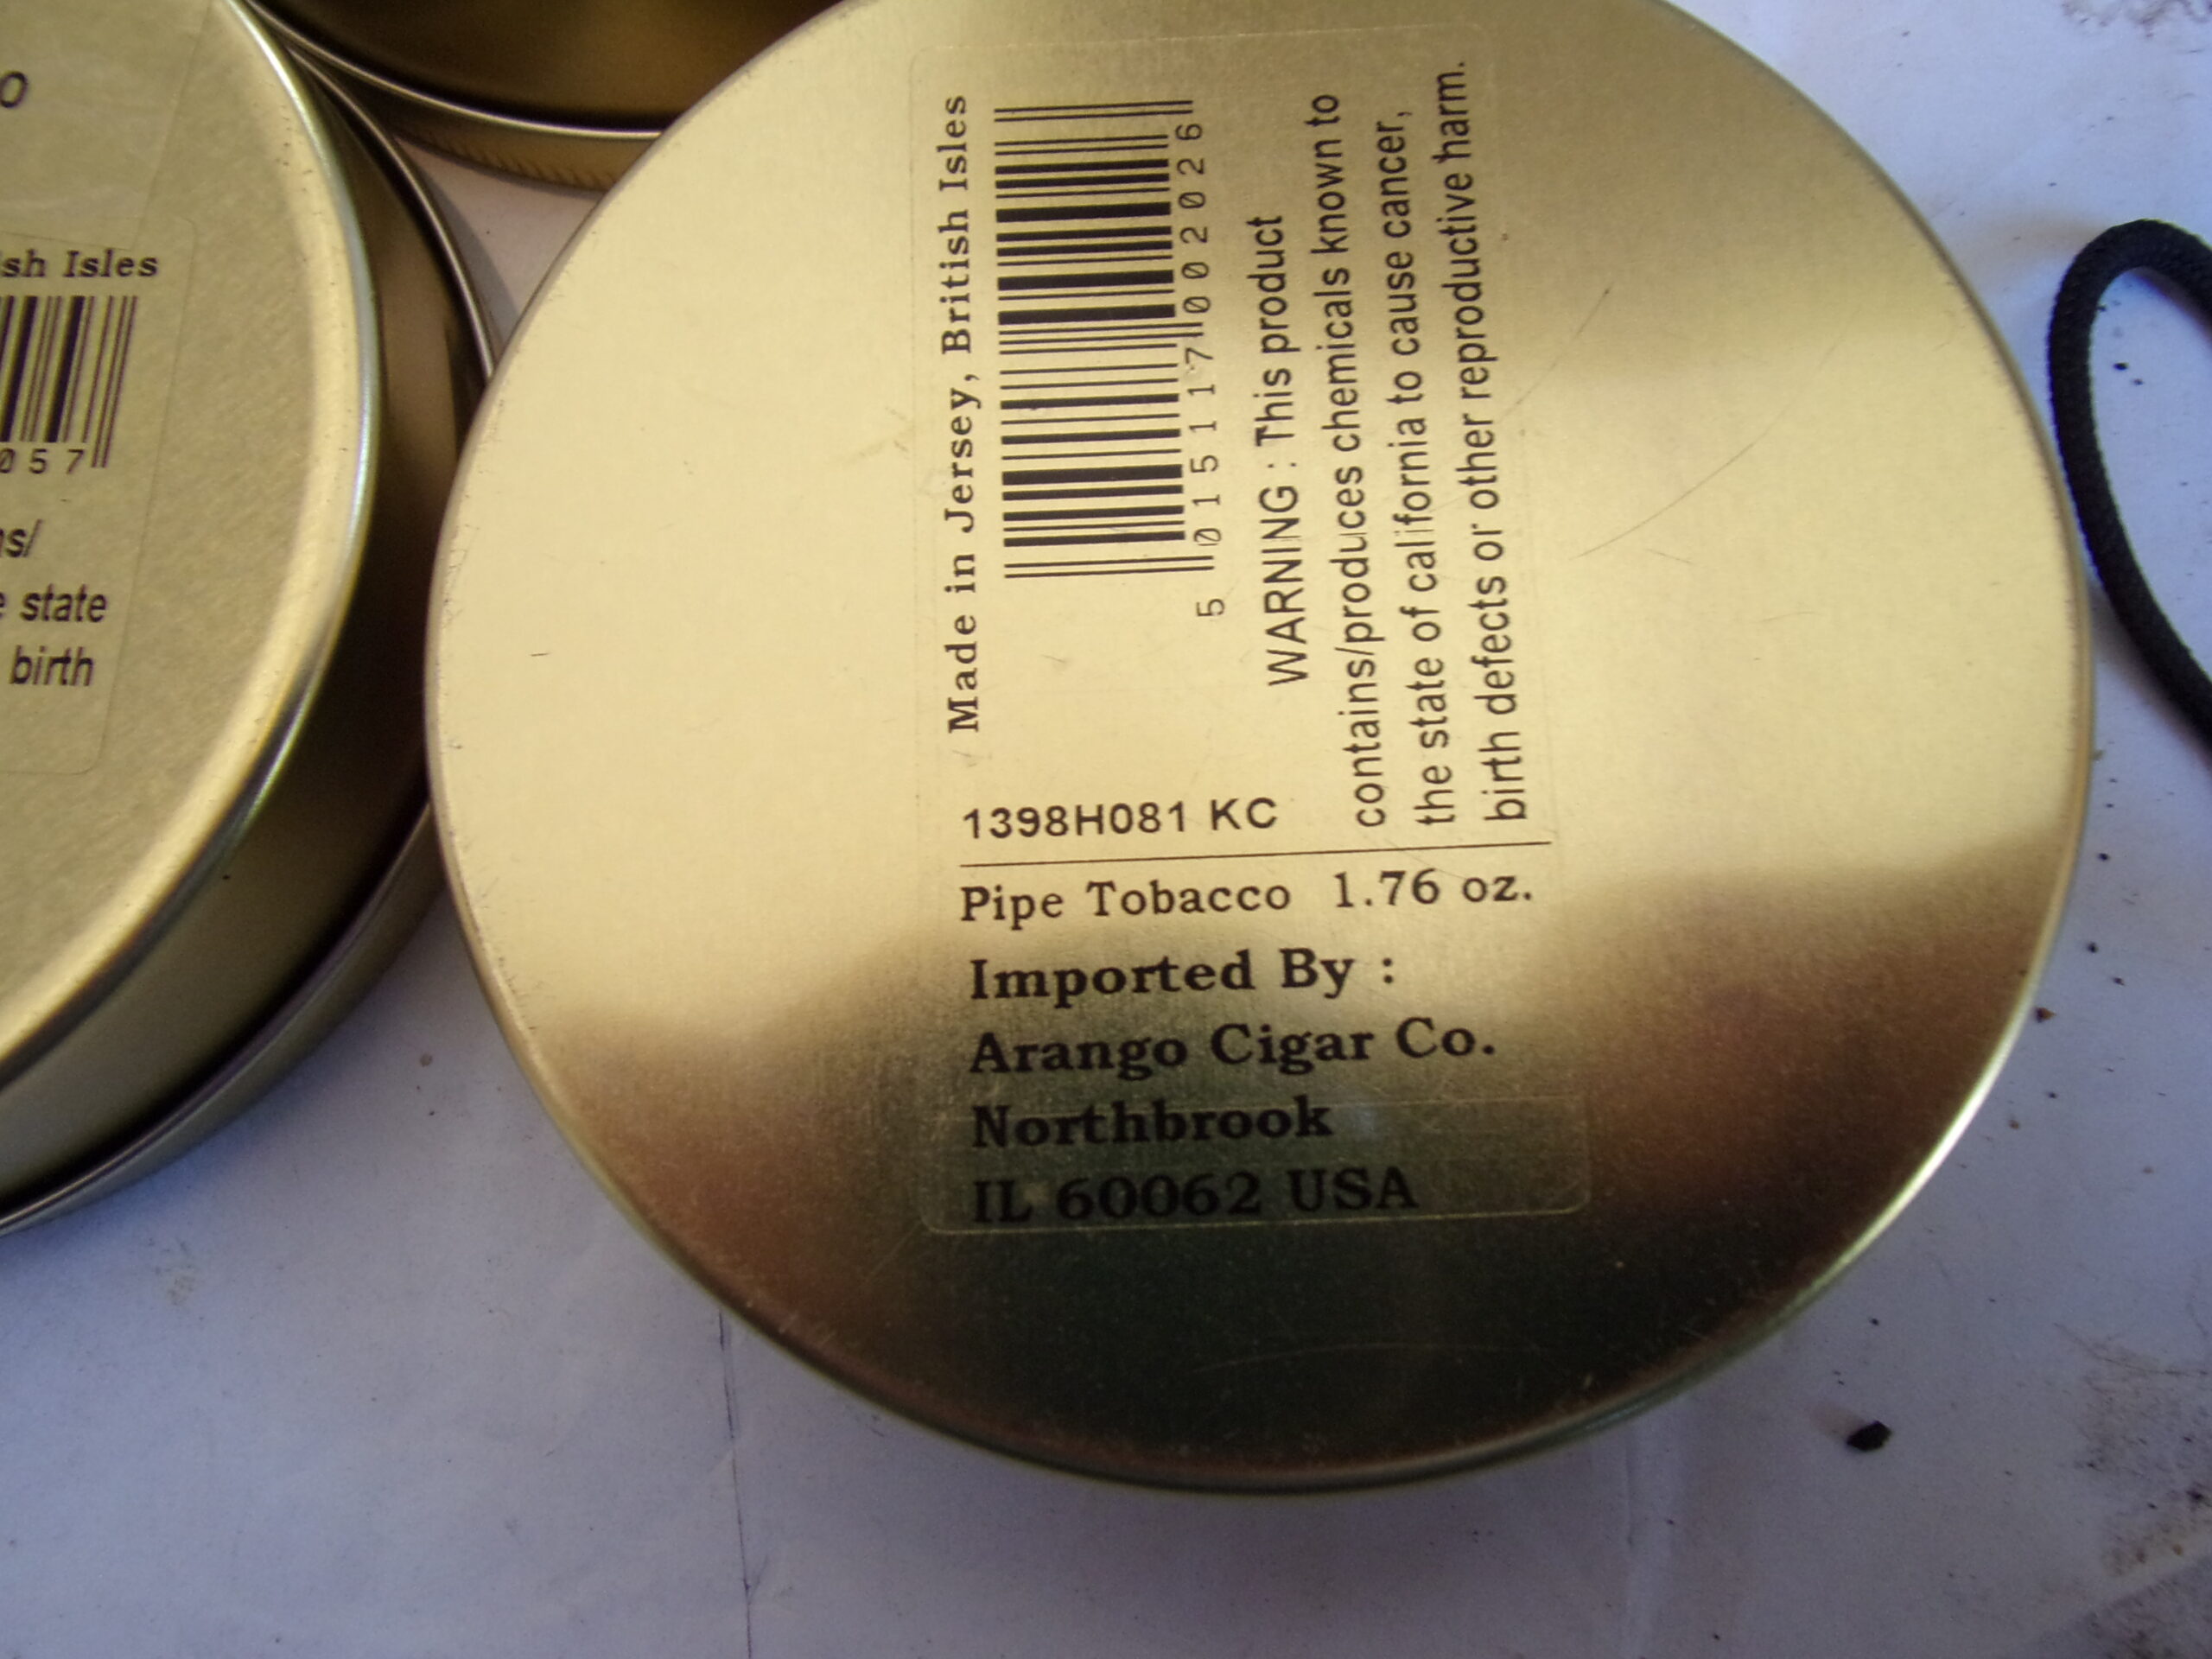 o
sh Isles
057
ns/
e state
birth
Made in Jersey, British Isles
5 015117 002026
WARNING : This product
contains/produces chemicals known to
the state of california to cause cancer,
birth defects or other reproductive harm.
1398H081 KC
Pipe Tobacco 1.76 oz.
Imported By :
Arango Cigar Co.
Northbrook
IL 60062 USA